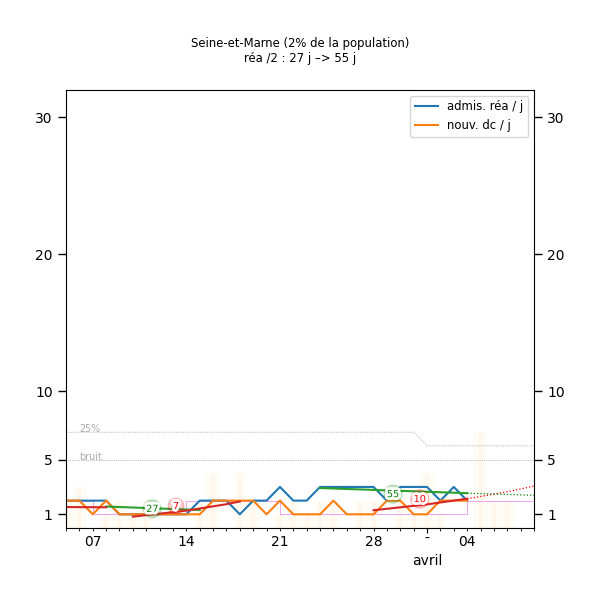 Seine-et-Marne (2% de la population)
réa /2 : 27 j –> 55 j
admis. réa / j
nouv. dc / j
30 30
20 20
10 10
25%
bruit
5 5
55
10
27
7
1 1
07 14 21 28 - 04
avril